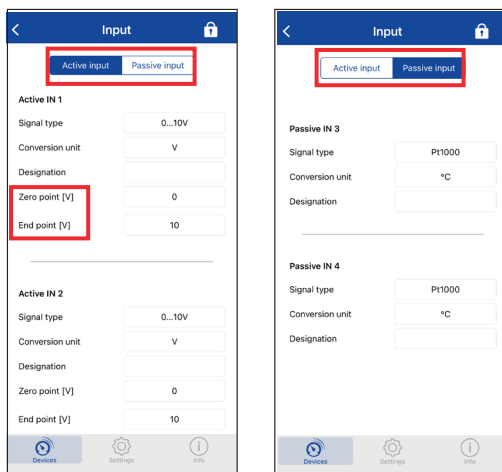 Input
Active input Passive input
Active IN 1
Signal type 0...10V
Conversion unit V
Designation
Zero point [V] 0
End point [V] 10
Active IN 2
Signal type 0...10V
Conversion unit V
Designation
Zero point [V] 0
End point [V] 10
Devices Settings Info
Input
Active input Passive input
Passive IN 3
Signal type Pt1000
Conversion unit °C
Designation
Passive IN 4
Signal type Pt1000
Conversion unit °C
Designation
Devices Settings Info